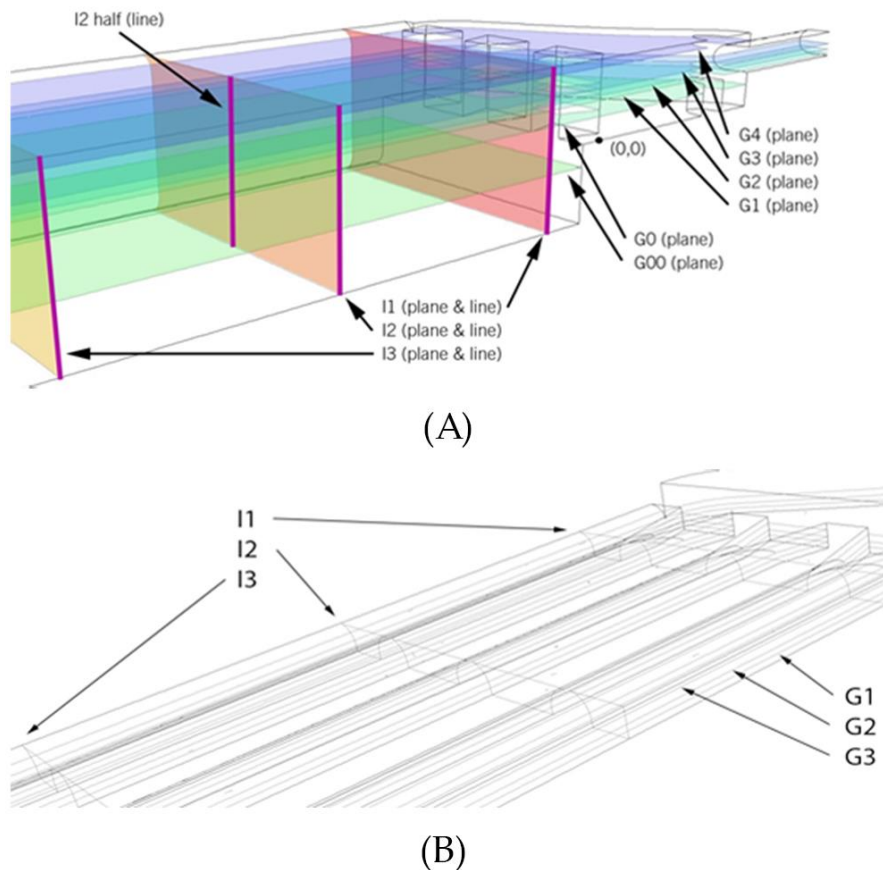 I2 half (line)
G4 (plane)
G3 (plane)
G2 (plane)
G1 (plane)
(0,0)
G0 (plane)
G00 (plane)
I1 (plane & line)
I2 (plane & line)
I3 (plane & line)
(A)
I1
I2
I3
G1
G2
G3
(B)